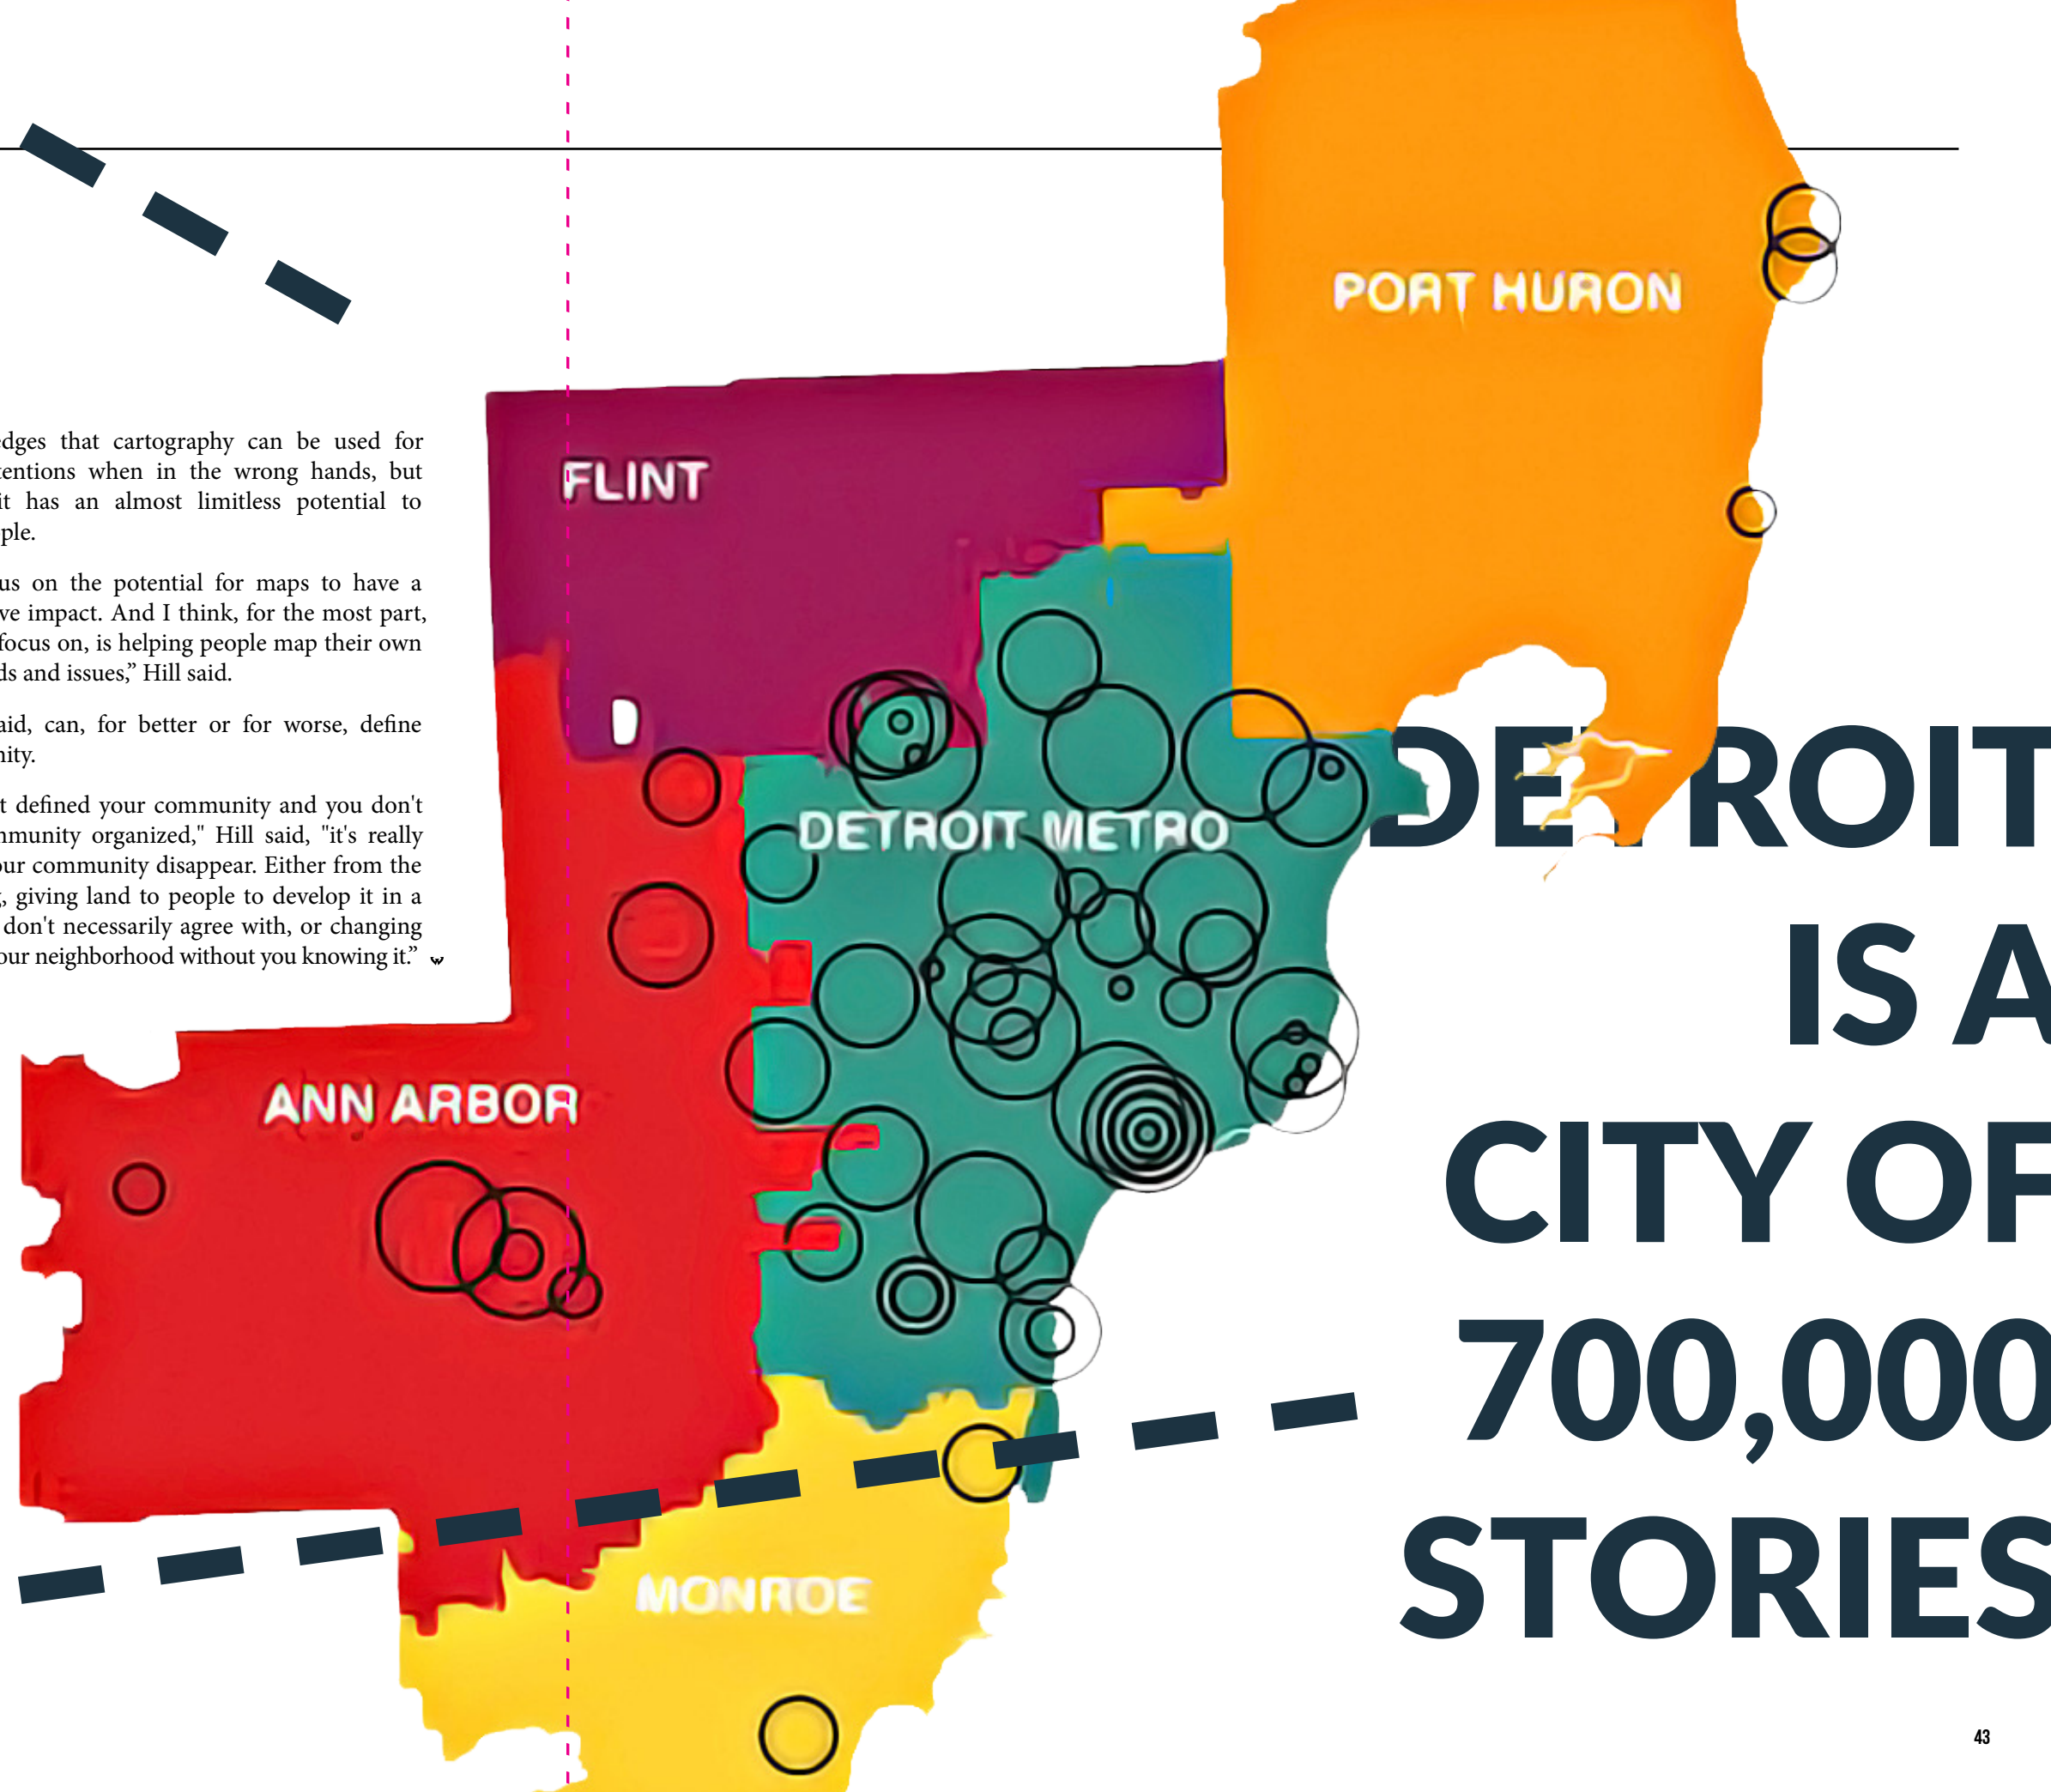 edges that cartography can be used for
tentions when in the wrong hands, but
it has an almost limitless potential to
ple.
us on the potential for maps to have a
ve impact. And I think, for the most part,
focus on, is helping people map their own
ds and issues,” Hill said.
aid, can, for better or for worse, define
nity.
t defined your community and you don't
mmunity organized," Hill said, "it's really
our community disappear. Either from the
, giving land to people to develop it in a
don't necessarily agree with, or changing
our neighborhood without you knowing it.”
PORT HURON
FLINT
DETROIT METRO
ANN ARBOR
MONROE
DETROIT
IS A
CITY OF
700,000
STORIES
43